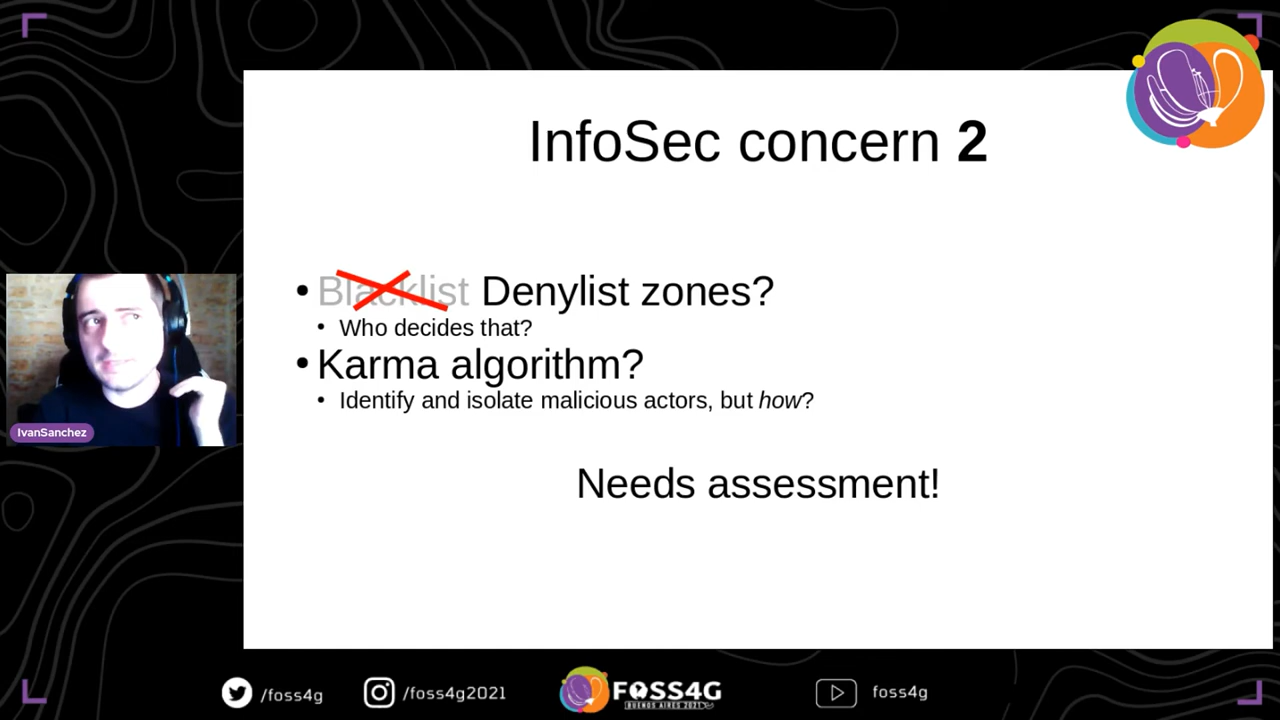 InfoSec concern 2
Blacklist Denylist zones?
Who decides that?
Karma algorithm?
Identify and isolate malicious actors, but how?
Needs assessment!
IvanSanchez
/foss4g
/foss4g2021
FOSS4G
BUENOS AIRES 2021
foss4g